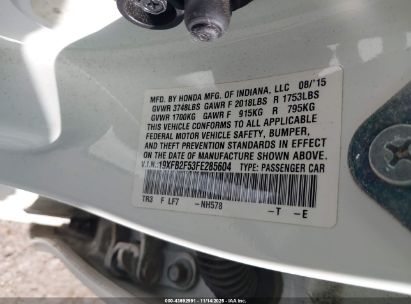 MFD. BY HONDA MFG. OF INDIANA, LLC 08/15
GVWR 3748LBS GAWR F 2018LBS R 1753LBS
GVWR 1700KG GAWR F 915KG R 795KG
THIS VEHICLE CONFORMS TO ALL APPLICABLE
FEDERAL MOTOR VEHICLE SAFETY, BUMPER,
AND THEFT PREVENTION STANDARDS IN
EFFECT ON THE DATE OF MANUFACTURE
SHOWN ABOVE.
V.I.N. 19XFB2F53FE285604 TYPE: PASSENGER CAR
TR3 F LF7 -NH578 -T -E